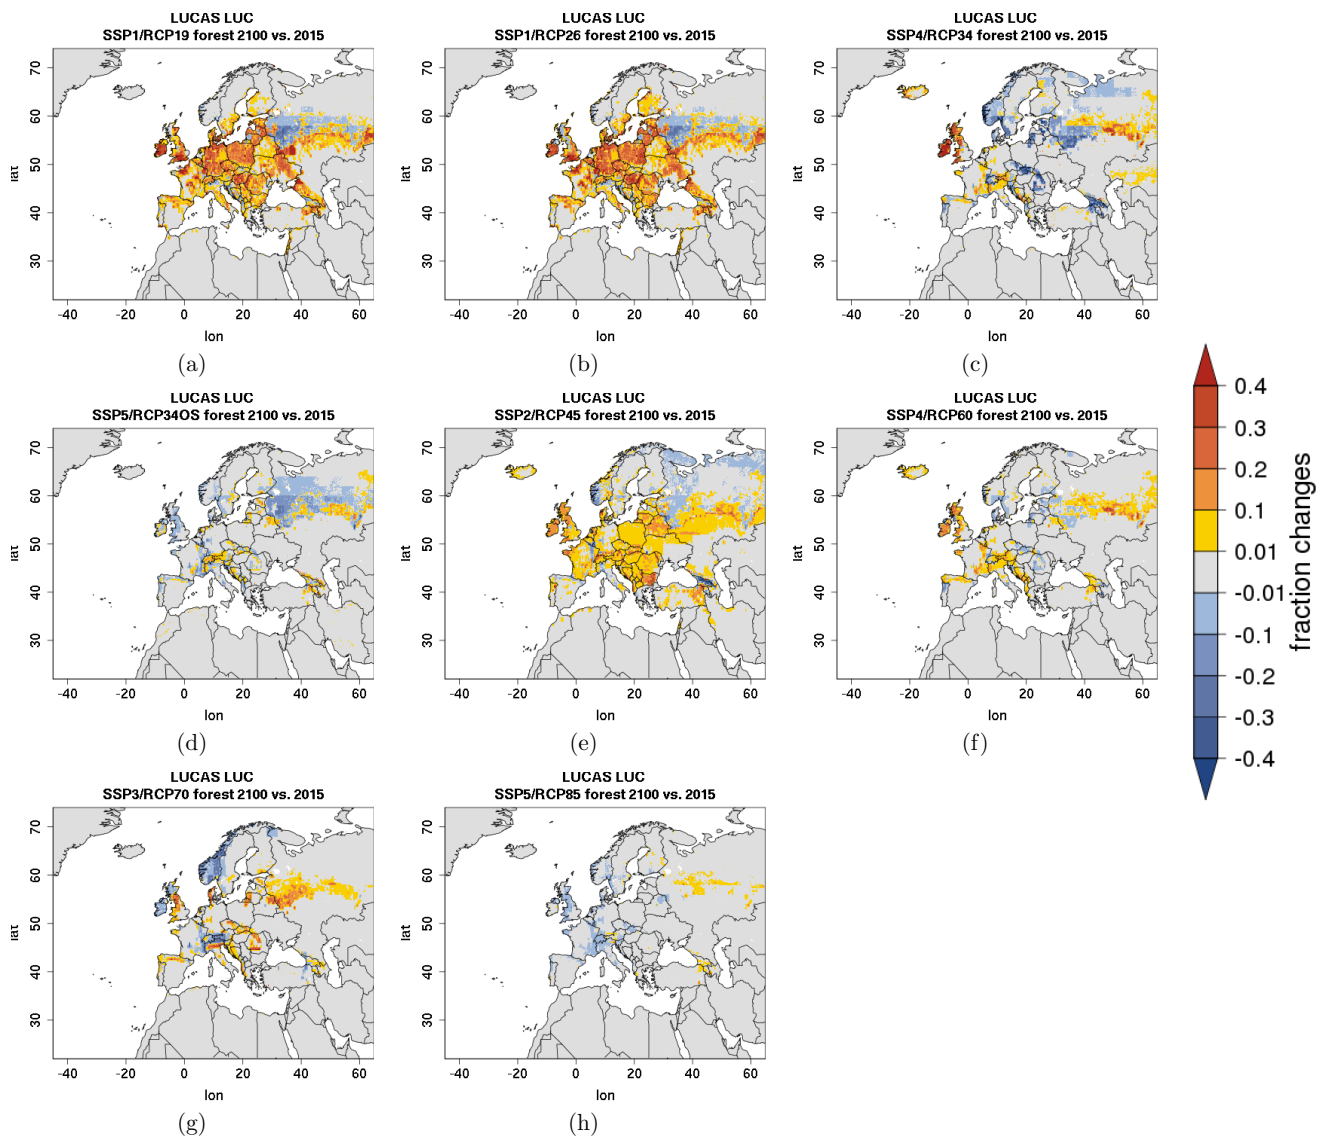 LUCAS LUC
SSP1/RCP19 forest 2100 vs. 2015
70
60
50
40
30
lat
-40 -20 0 20 40 60
lon
(a)
LUCAS LUC
SSP1/RCP26 forest 2100 vs. 2015
70
60
50
40
30
lat
-40 -20 0 20 40 60
lon
(b)
LUCAS LUC
SSP4/RCP34 forest 2100 vs. 2015
70
60
50
40
30
lat
-40 -20 0 20 40 60
lon
(c)
LUCAS LUC
SSP5/RCP34OS forest 2100 vs. 2015
70
60
50
40
30
lat
-40 -20 0 20 40 60
lon
(d)
LUCAS LUC
SSP2/RCP45 forest 2100 vs. 2015
70
60
50
40
30
lat
-40 -20 0 20 40 60
lon
(e)
LUCAS LUC
SSP4/RCP60 forest 2100 vs. 2015
70
60
50
40
30
lat
-40 -20 0 20 40 60
lon
(f)
LUCAS LUC
SSP3/RCP70 forest 2100 vs. 2015
70
60
50
40
30
lat
-40 -20 0 20 40 60
lon
(g)
LUCAS LUC
SSP5/RCP85 forest 2100 vs. 2015
70
60
50
40
30
lat
-40 -20 0 20 40 60
lon
(h)
0.4
0.3
0.2
0.1
0.01
-0.01
-0.1
-0.2
-0.3
-0.4
fraction changes